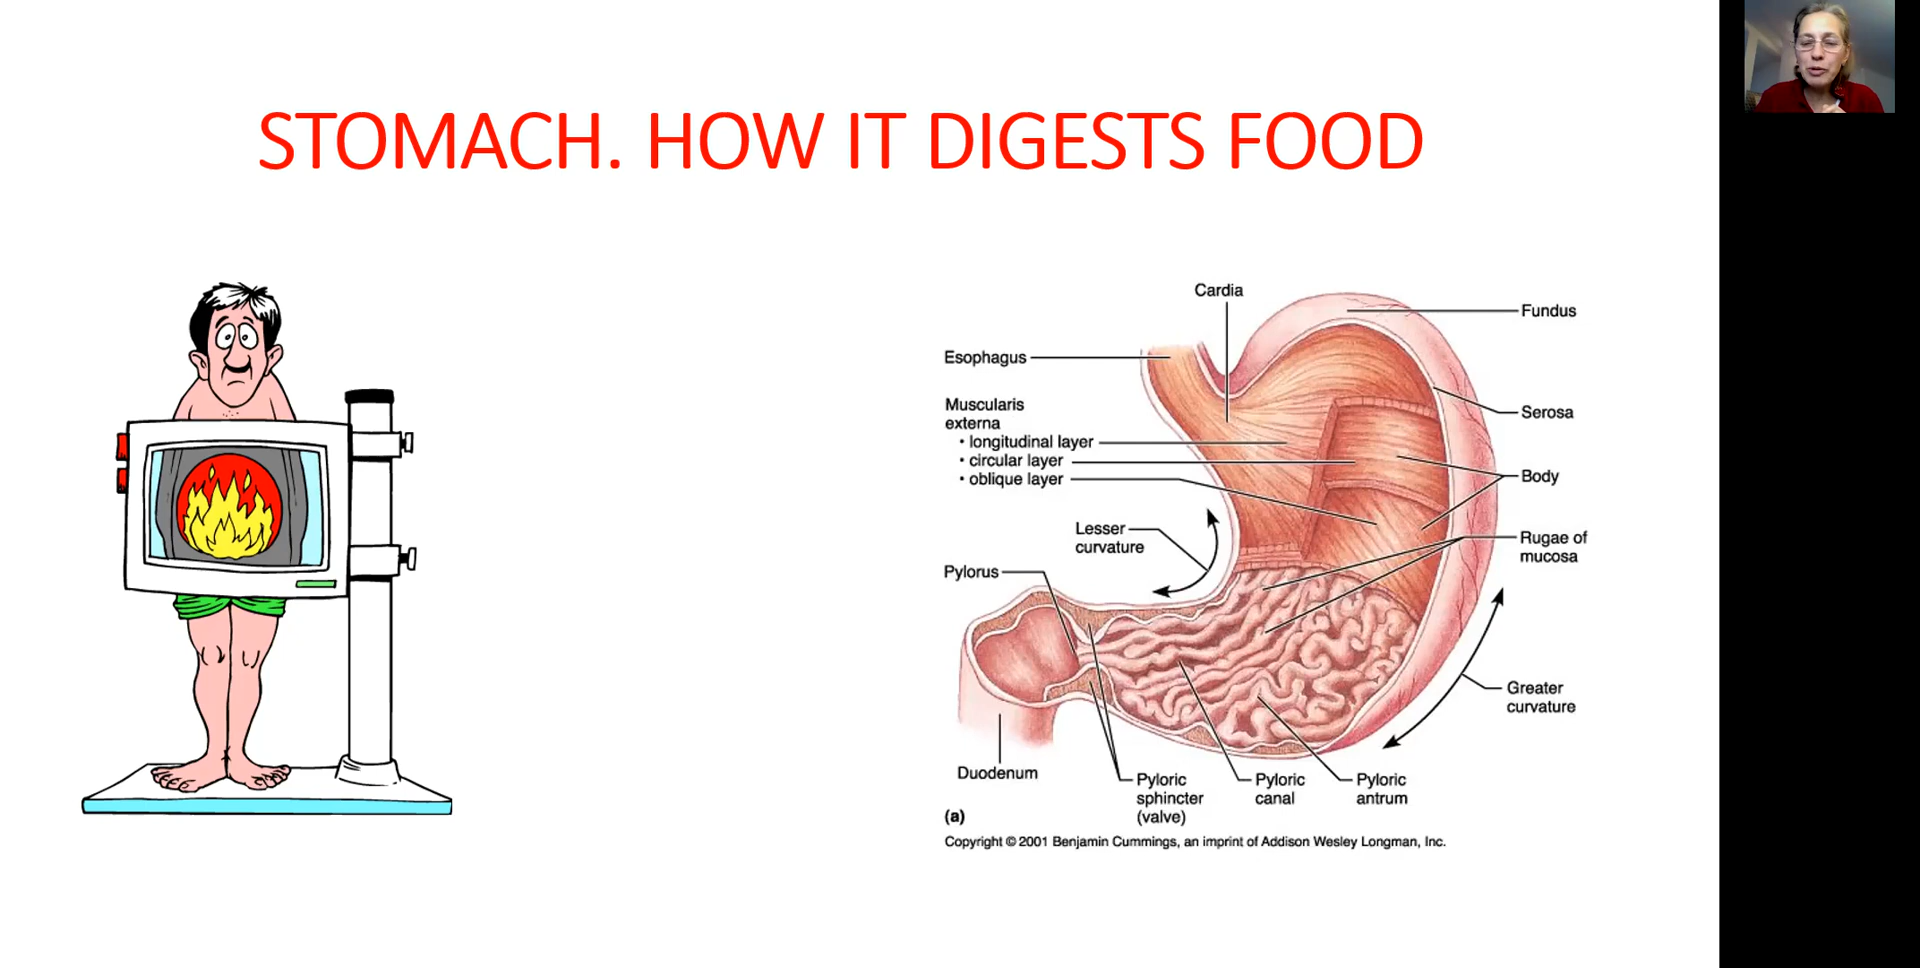 STOMACH. HOW IT DIGESTS FOOD
Cardia
Fundus
Esophagus
Muscularis
externa
• longitudinal layer
• circular layer
• oblique layer
Serosa
Body
Lesser
curvature
Rugae of
mucosa
Pylorus
Greater
curvature
Duodenum
Pyloric
sphincter
(valve)
Pyloric
canal
Pyloric
antrum
(a)
Copyright © 2001 Benjamin Cummings, an imprint of Addison Wesley Longman, Inc.